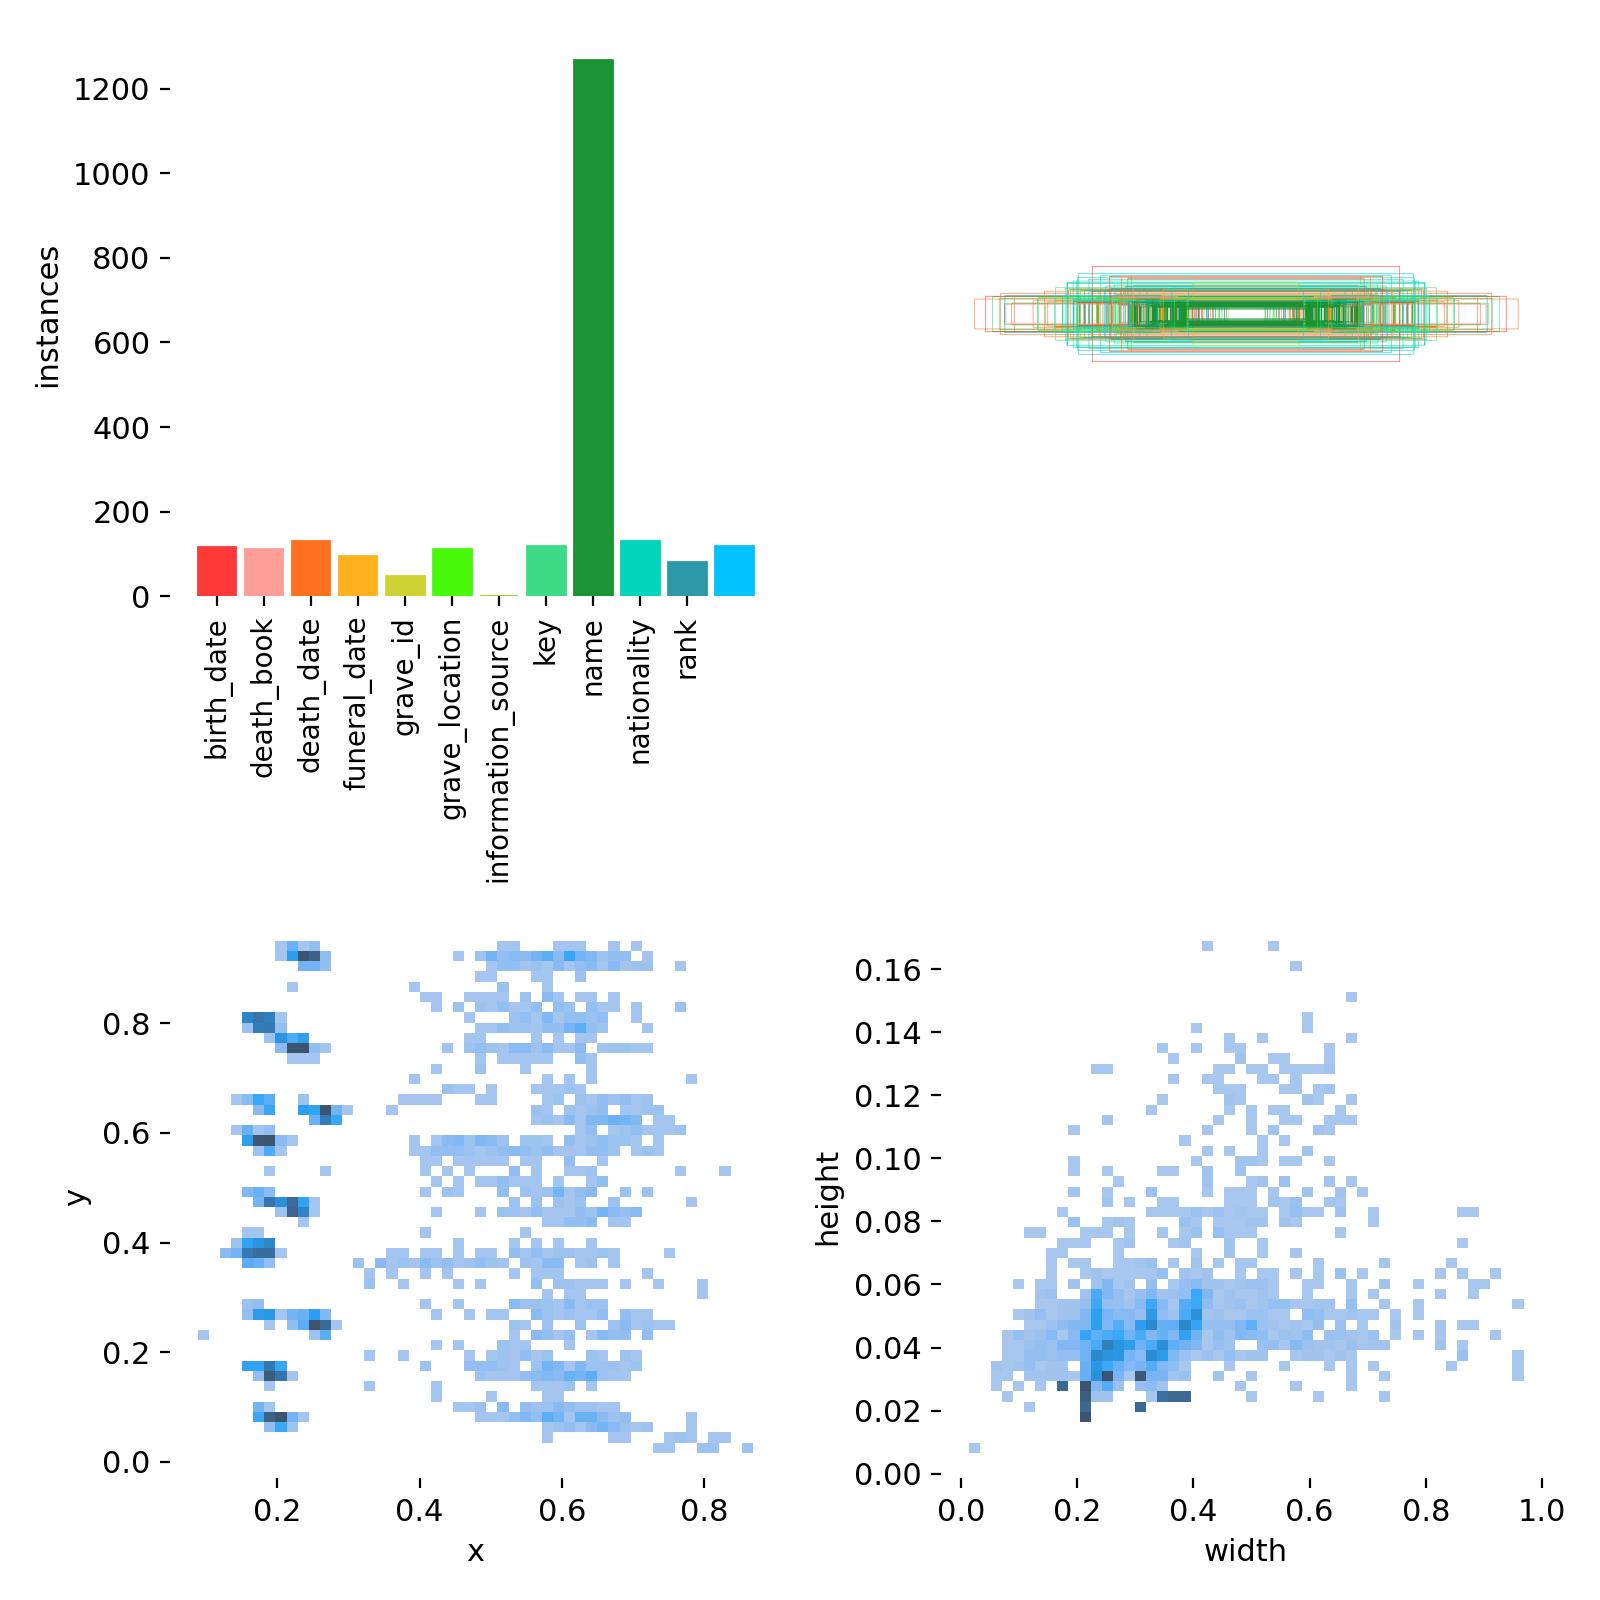 1200
1000
800
600
400
200
0
instances
birth_date
death_book
death_date
funeral_date
grave_id
grave_location
information_source
key
name
nationality
rank
0.8
0.6
0.4
0.2
0.0
y
0.2 0.4 0.6 0.8
x
0.16
0.14
0.12
0.10
0.08
0.06
0.04
0.02
0.00
height
0.0 0.2 0.4 0.6 0.8 1.0
width